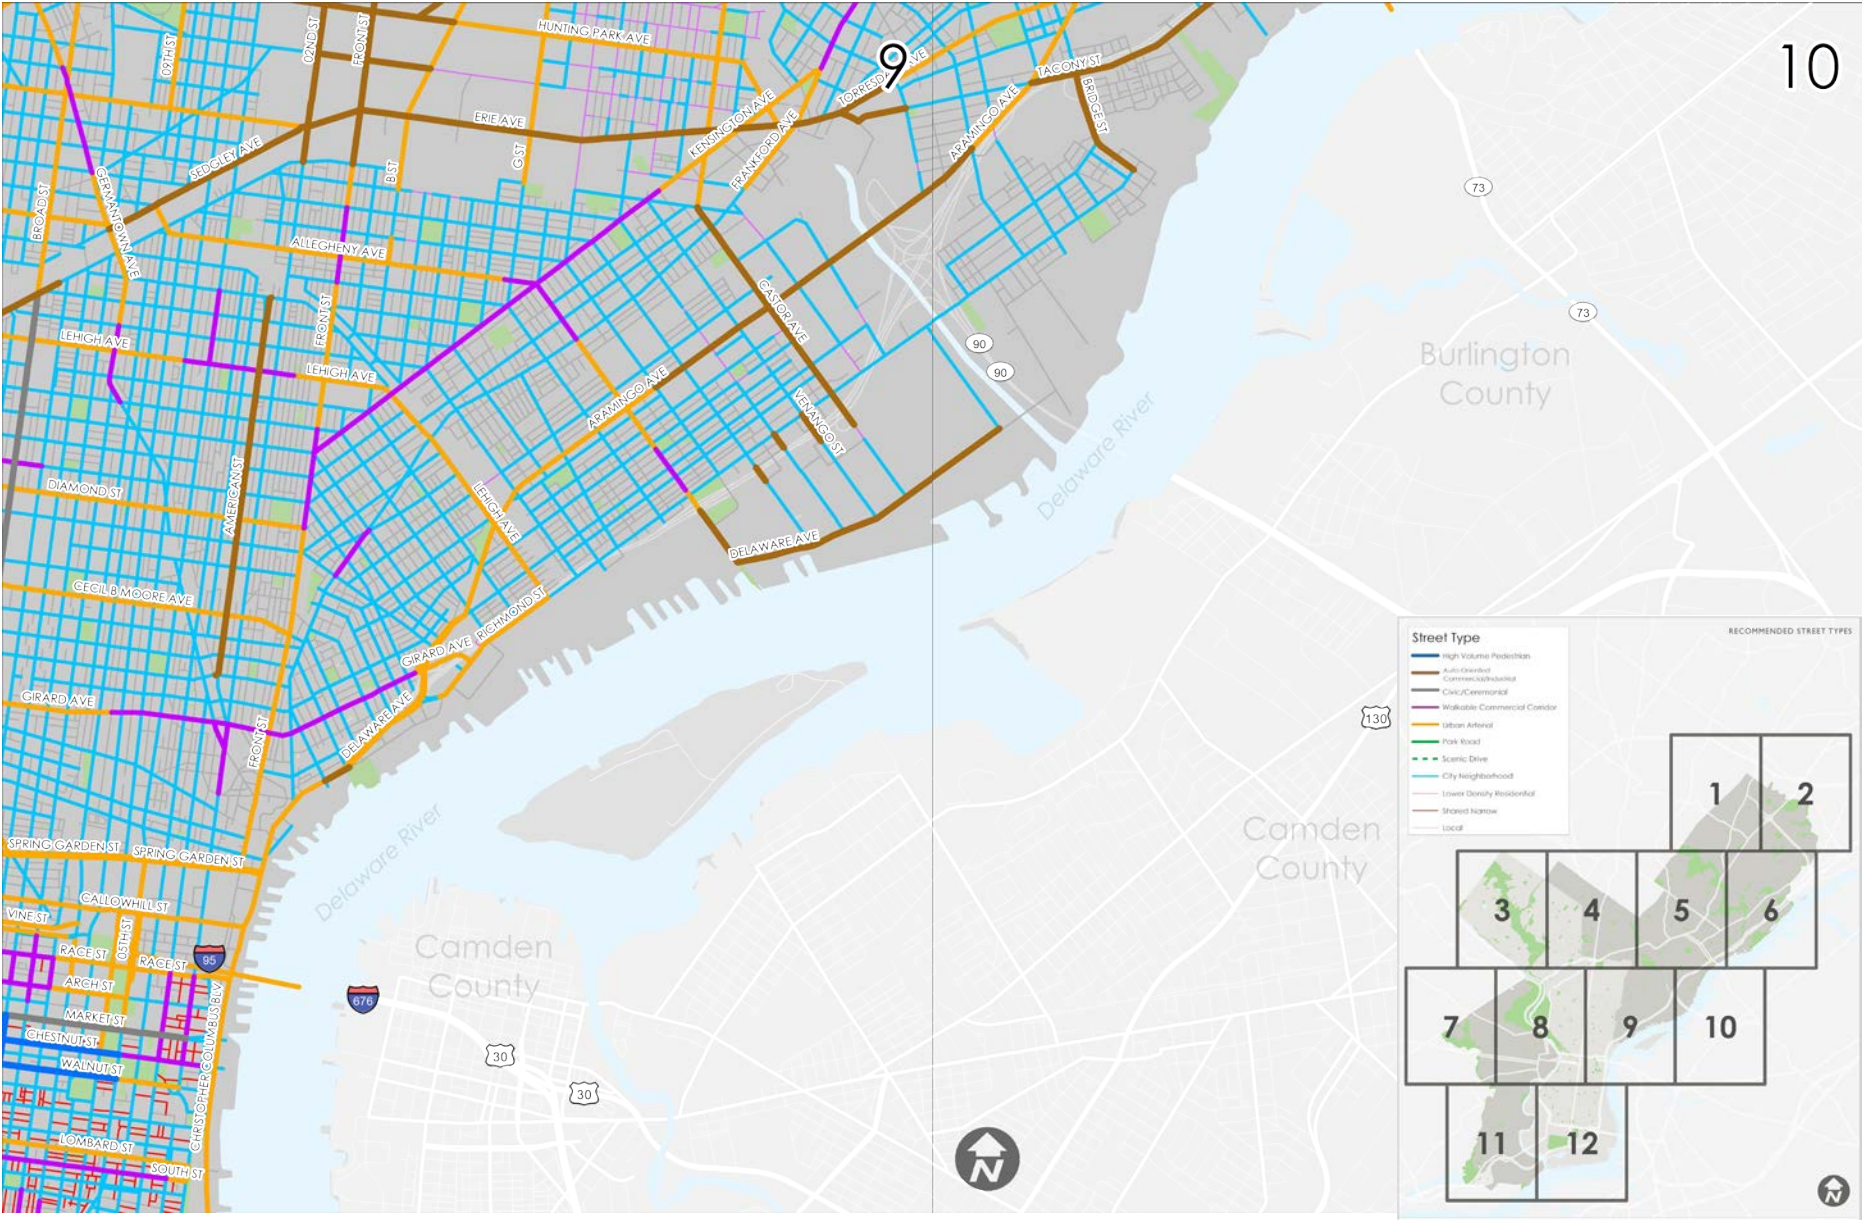 9
10
HUNTING PARK AVE
09TH ST
02ND ST
FRONT ST
TACONY ST
BRIDGE ST
KENSINGTON AVE
FRANKFORD AVE
ARAMINGO AVE
ERIE AVE
SEDGLEY AVE
B ST
G ST
BROAD ST
GERMANTOWN AVE
ALLEGHENY AVE
73
73
CASTOR AVE
FRONT ST
LEHIGH AVE
LEHIGH AVE
90
90
ARAMINGO AVE
VENANGO ST
Burlington
County
Delaware River
DIAMOND ST
AMERICAN ST
LEHIGH AVE
DELAWARE AVE
CECIL B MOORE AVE
RICHMOND ST
GIRARD AVE
GIRARD AVE
DELAWARE AVE
FRONT ST
130
Camden
County
Delaware River
SPRING GARDEN ST
SPRING GARDEN ST
CALLOWHILL ST
VINE ST
05TH ST
RACE ST
RACE ST
95
ARCH ST
MARKET ST
CHESTNUT ST
WALNUT ST
CHRISTOPHER COLUMBUS BLV
LOMBARD ST
SOUTH ST
676
Camden
County
30
30
N
RECOMMENDED STREET TYPES
Street Type
High Volume Pedestrian
Auto Oriented
Commercial/Industrial
Civic/Ceremonial
Walkable Commercial Corridor
Urban Arterial
Park Road
Scenic Drive
City Neighborhood
Lower Density Residential
Shared Narrow
Local
1
2
3
4
5
6
7
8
9
10
11
12
N